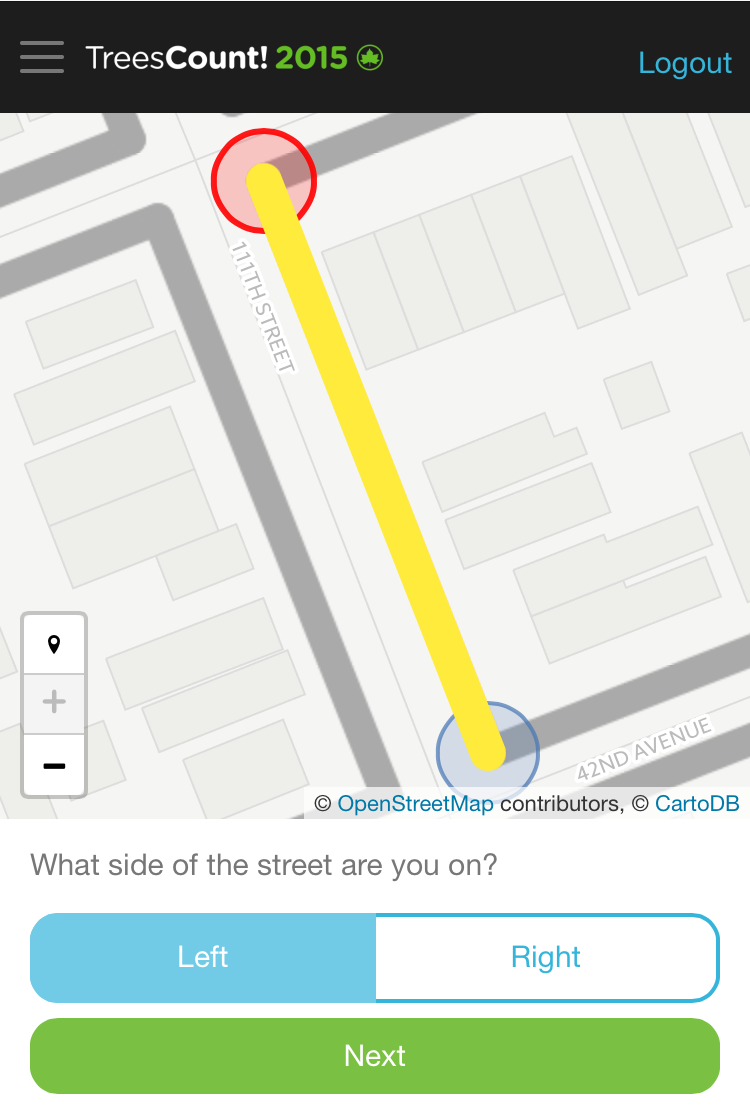 TreesCount! 2015
Logout
111TH STREET
42ND AVENUE
© OpenStreetMap contributors, © CartoDB
What side of the street are you on?
Left
Right
Next